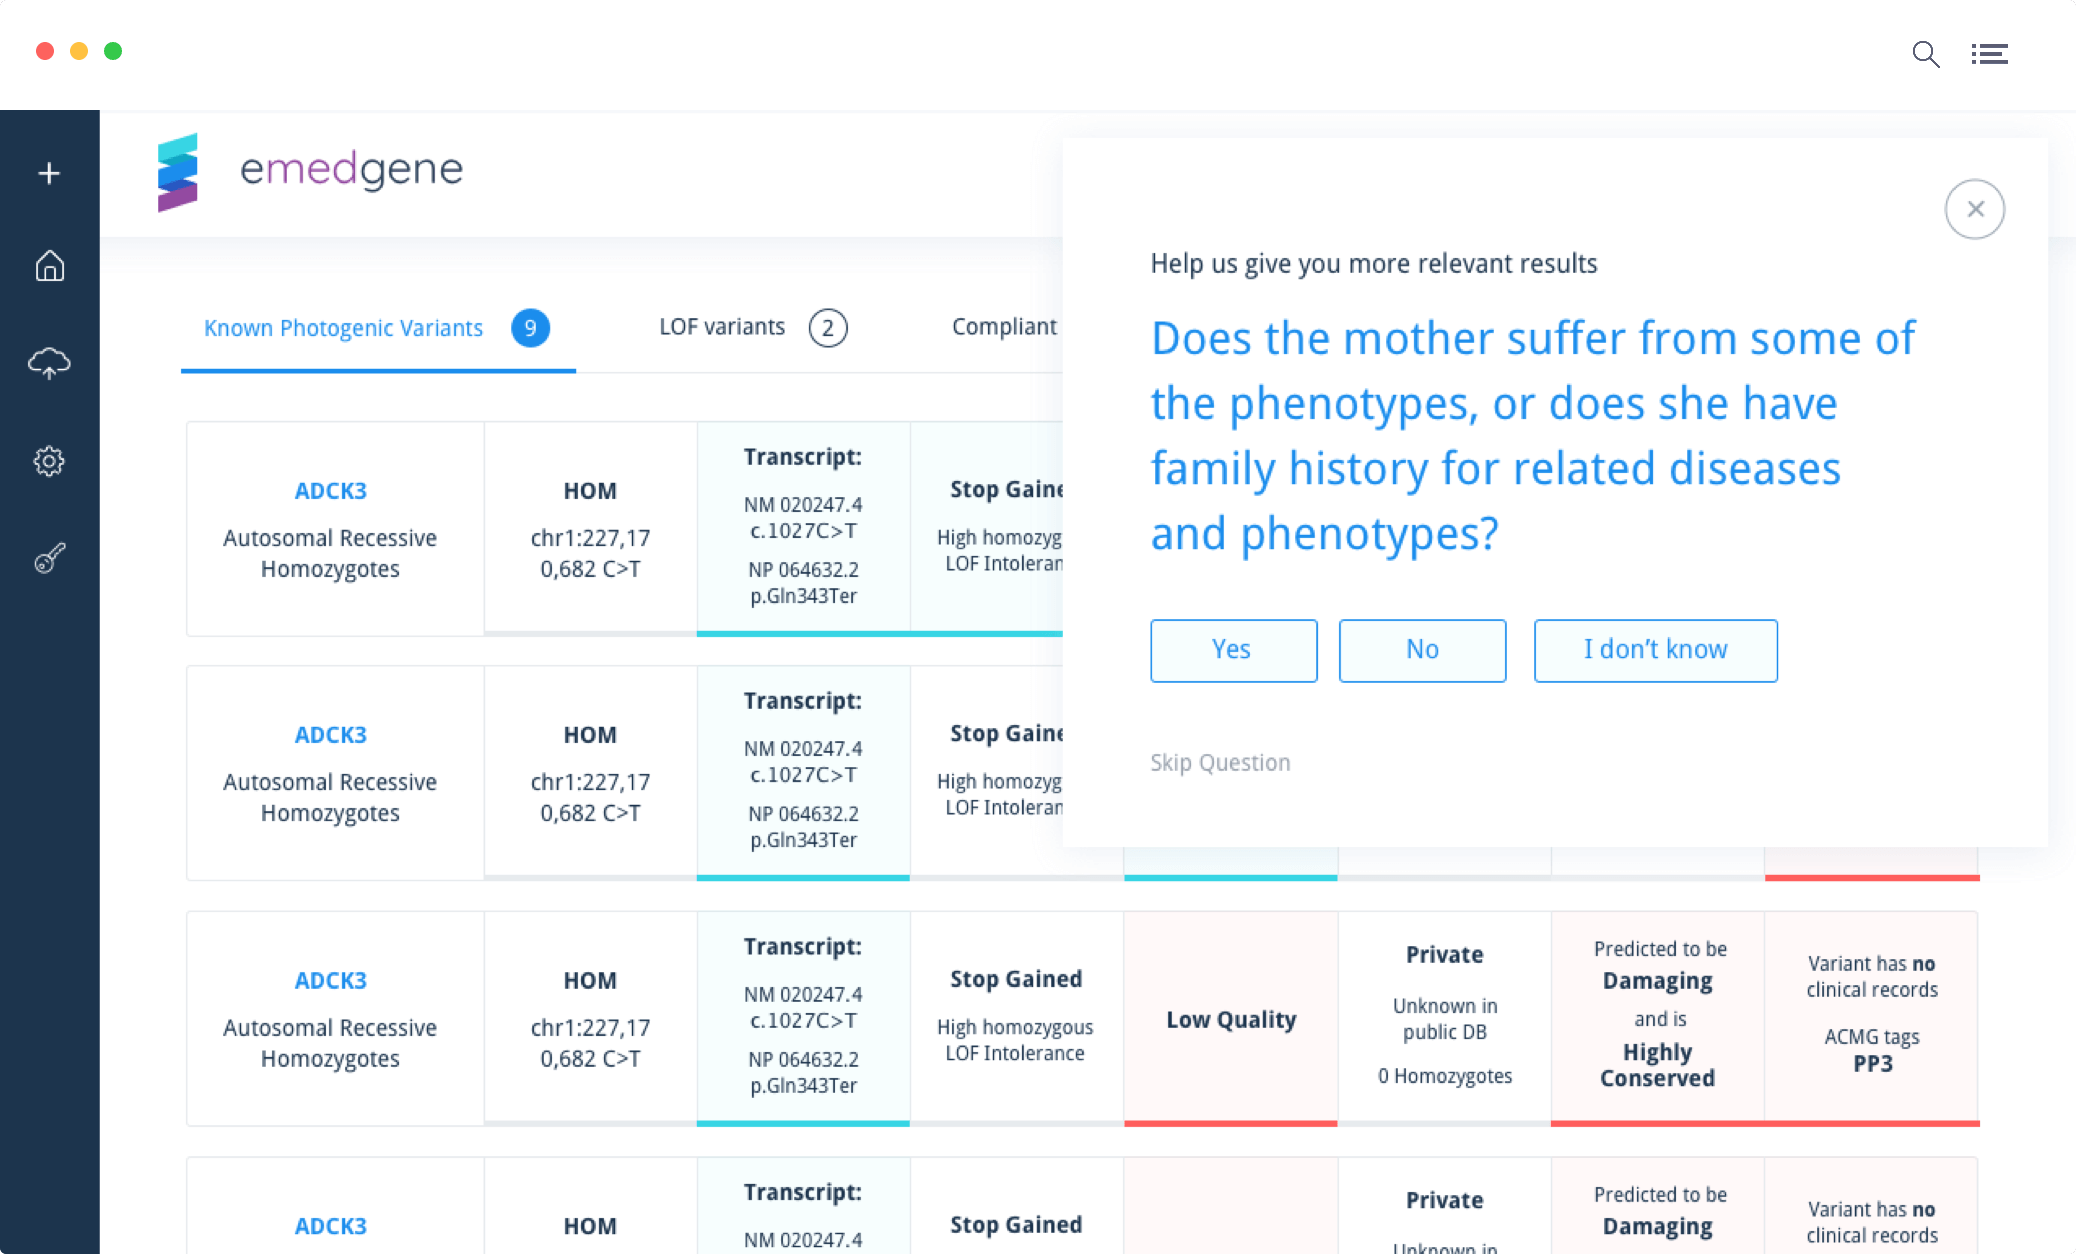 emedgene
Known Photogenic Variants 9
LOF variants 2
Compliant
Help us give you more relevant results
Does the mother suffer from some of
the phenotypes, or does she have
family history for related diseases
and phenotypes?
Yes
No
I don’t know
Skip Question
ADCK3
Autosomal Recessive
Homozygotes
HOM
chr1:227,17
0,682 C>T
Transcript:
NM 020247.4
c.1027C>T
NP 064632.2
p.Gln343Ter
Stop Gaine
High homozyg
LOF Intoleran
ADCK3
Autosomal Recessive
Homozygotes
HOM
chr1:227,17
0,682 C>T
Transcript:
NM 020247.4
c.1027C>T
NP 064632.2
p.Gln343Ter
Stop Gaine
High homozyg
LOF Intoleran
ADCK3
Autosomal Recessive
Homozygotes
HOM
chr1:227,17
0,682 C>T
Transcript:
NM 020247.4
c.1027C>T
NP 064632.2
p.Gln343Ter
Stop Gained
High homozygous
LOF Intolerance
Low Quality
Private
Unknown in
public DB
0 Homozygotes
Predicted to be
Damaging
and is
Highly
Conserved
Variant has no
clinical records
ACMG tags
PP3
ADCK3
HOM
Transcript:
NM 020247.4
Stop Gained
Private
Unknown in
Predicted to be
Damaging
Variant has no
clinical records